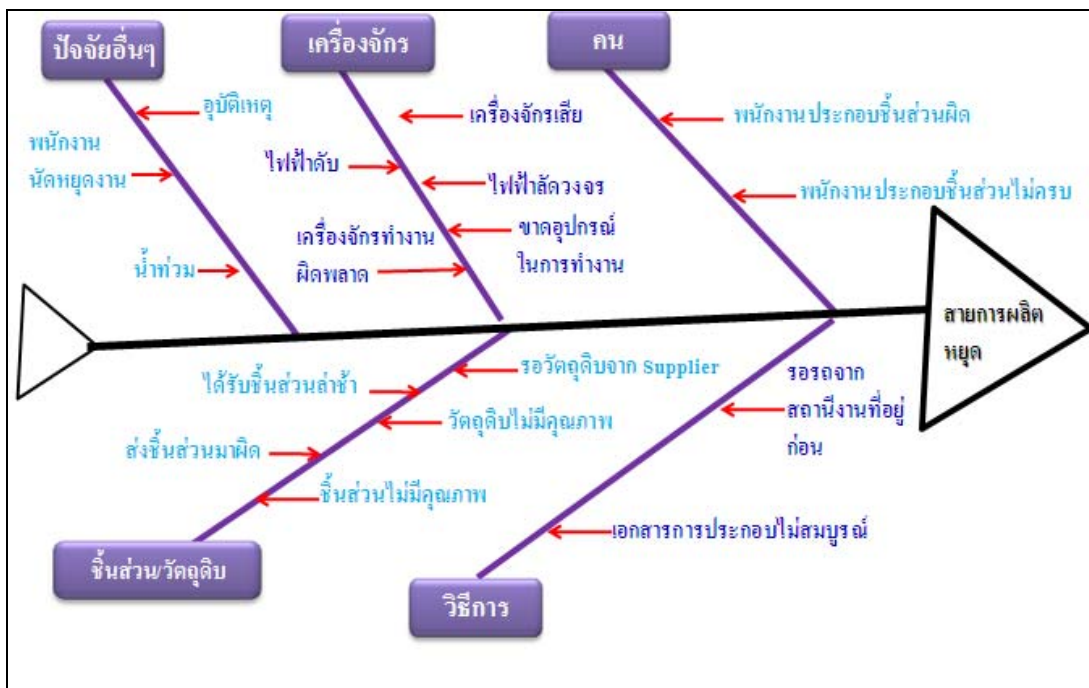 ปัจจัยอื่นๆ
เครื่องจักร
คน
อุบัติเหตุ
พนักงาน
นัดหยุดงาน
น้ำท่วม
เครื่องจักรเสีย
ไฟฟ้าดับ
ไฟฟ้าลัดวงจร
ขาดอุปกรณ์
ในการทำงาน
เครื่องจักรทำงาน
ผิดพลาด
พนักงานประกอบชิ้นส่วนผิด
พนักงานประกอบชิ้นส่วนไม่ครบ
สายการผลิต
หยุด
รอวัตถุดิบจาก Supplier
ได้รับชิ้นส่วนล่าช้า
วัตถุดิบไม่มีคุณภาพ
ส่งชิ้นส่วนมาผิด
ชิ้นส่วนไม่มีคุณภาพ
รอรถจาก
สถานีงานที่อยู่
ก่อน
เอกสารการประกอบไม่สมบูรณ์
ชิ้นส่วน/วัตถุดิบ
วิธีการ